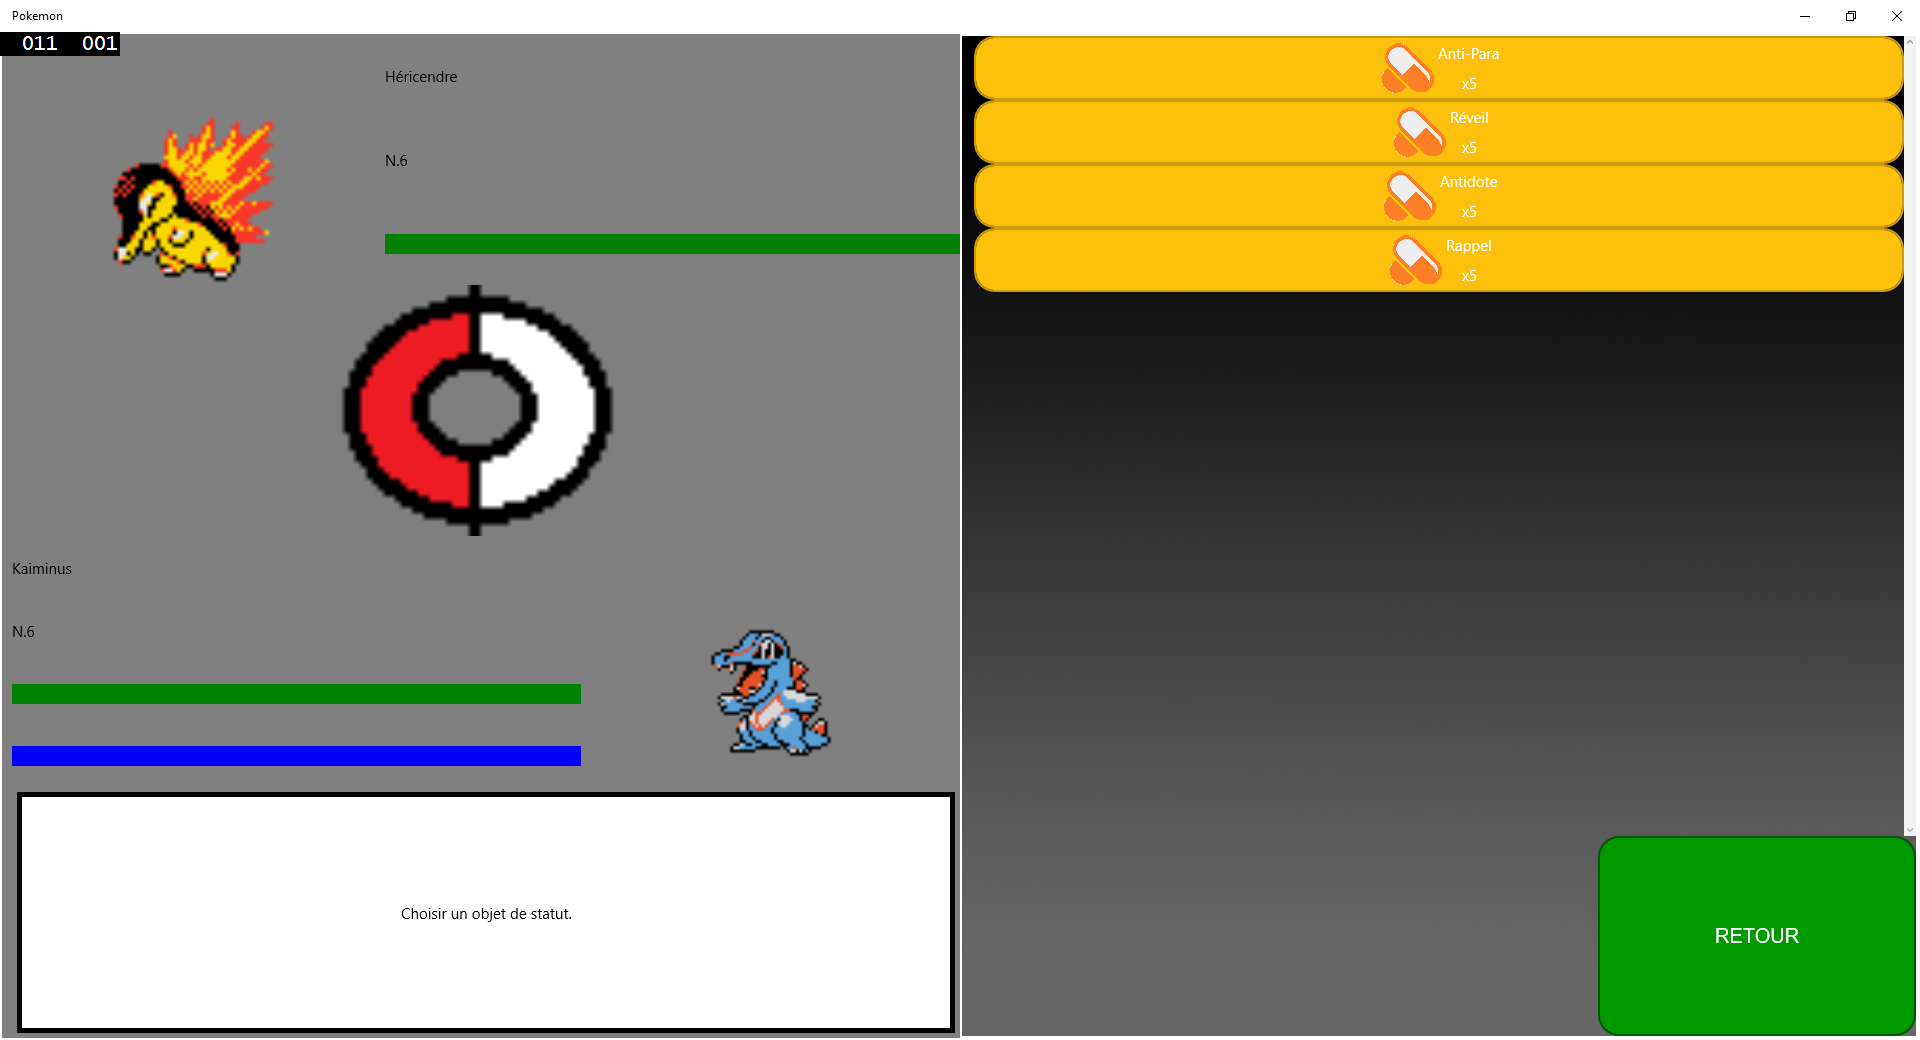 Pokemon
011 001
Héricendre
N.6
Kaiminus
N.6
Choisir un objet de statut.
Anti-Para
x5
Réveil
x5
Antidote
x5
Rappel
x5
RETOUR